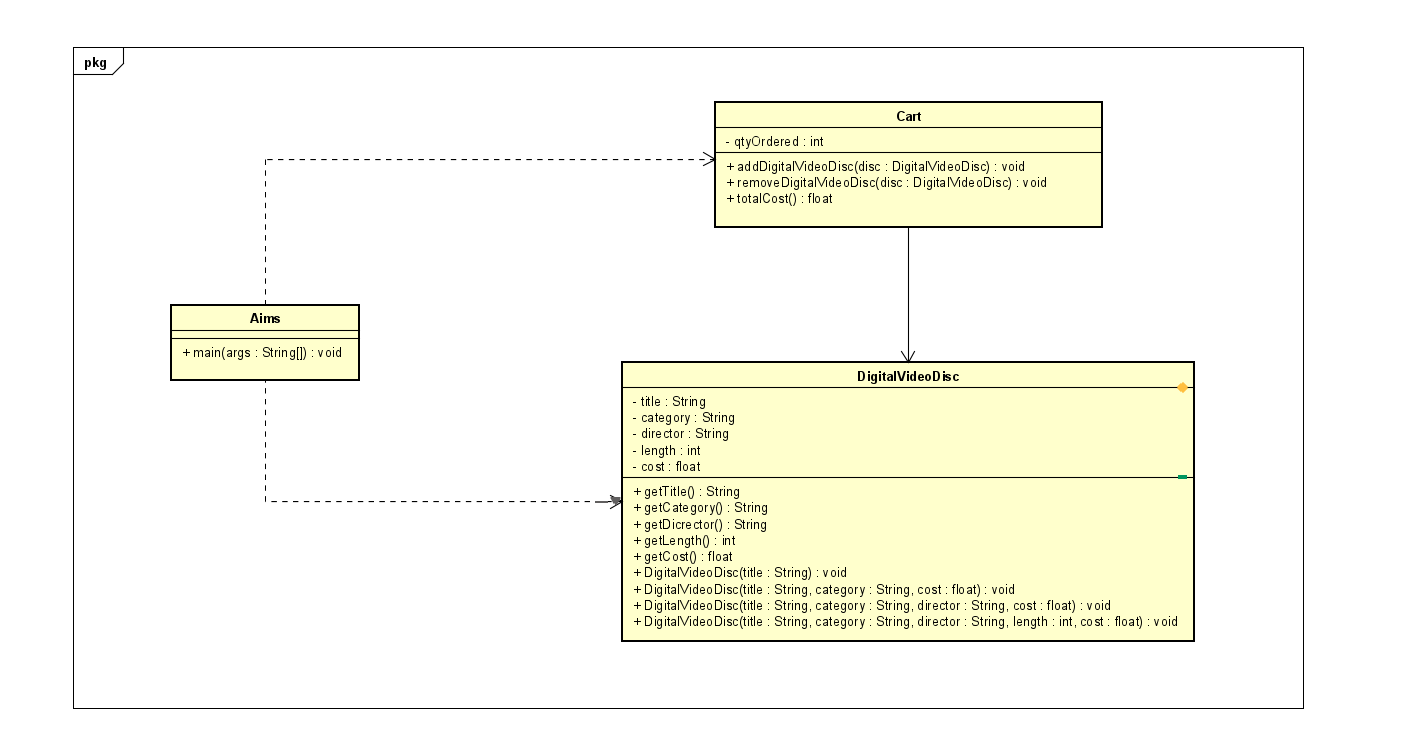 pkg
Cart
- qtyOrdered : int
+ addDigitalVideoDisc(disc : DigitalVideoDisc) : void
+ removeDigitalVideoDisc(disc : DigitalVideoDisc) : void
+ totalCost() : float
Aims
+ main(args : String[]) : void
DigitalVideoDisc
- title : String
- category : String
- director : String
- length : int
- cost : float
+ getTitle() : String
+ getCategory() : String
+ getDicrector() : String
+ getLength() : int
+ getCost() : float
+ DigitalVideoDisc(title : String) : void
+ DigitalVideoDisc(title : String, category : String, cost : float) : void
+ DigitalVideoDisc(title : String, category : String, director : String, cost : float) : void
+ DigitalVideoDisc(title : String, category : String, director : String, length : int, cost : float) : void